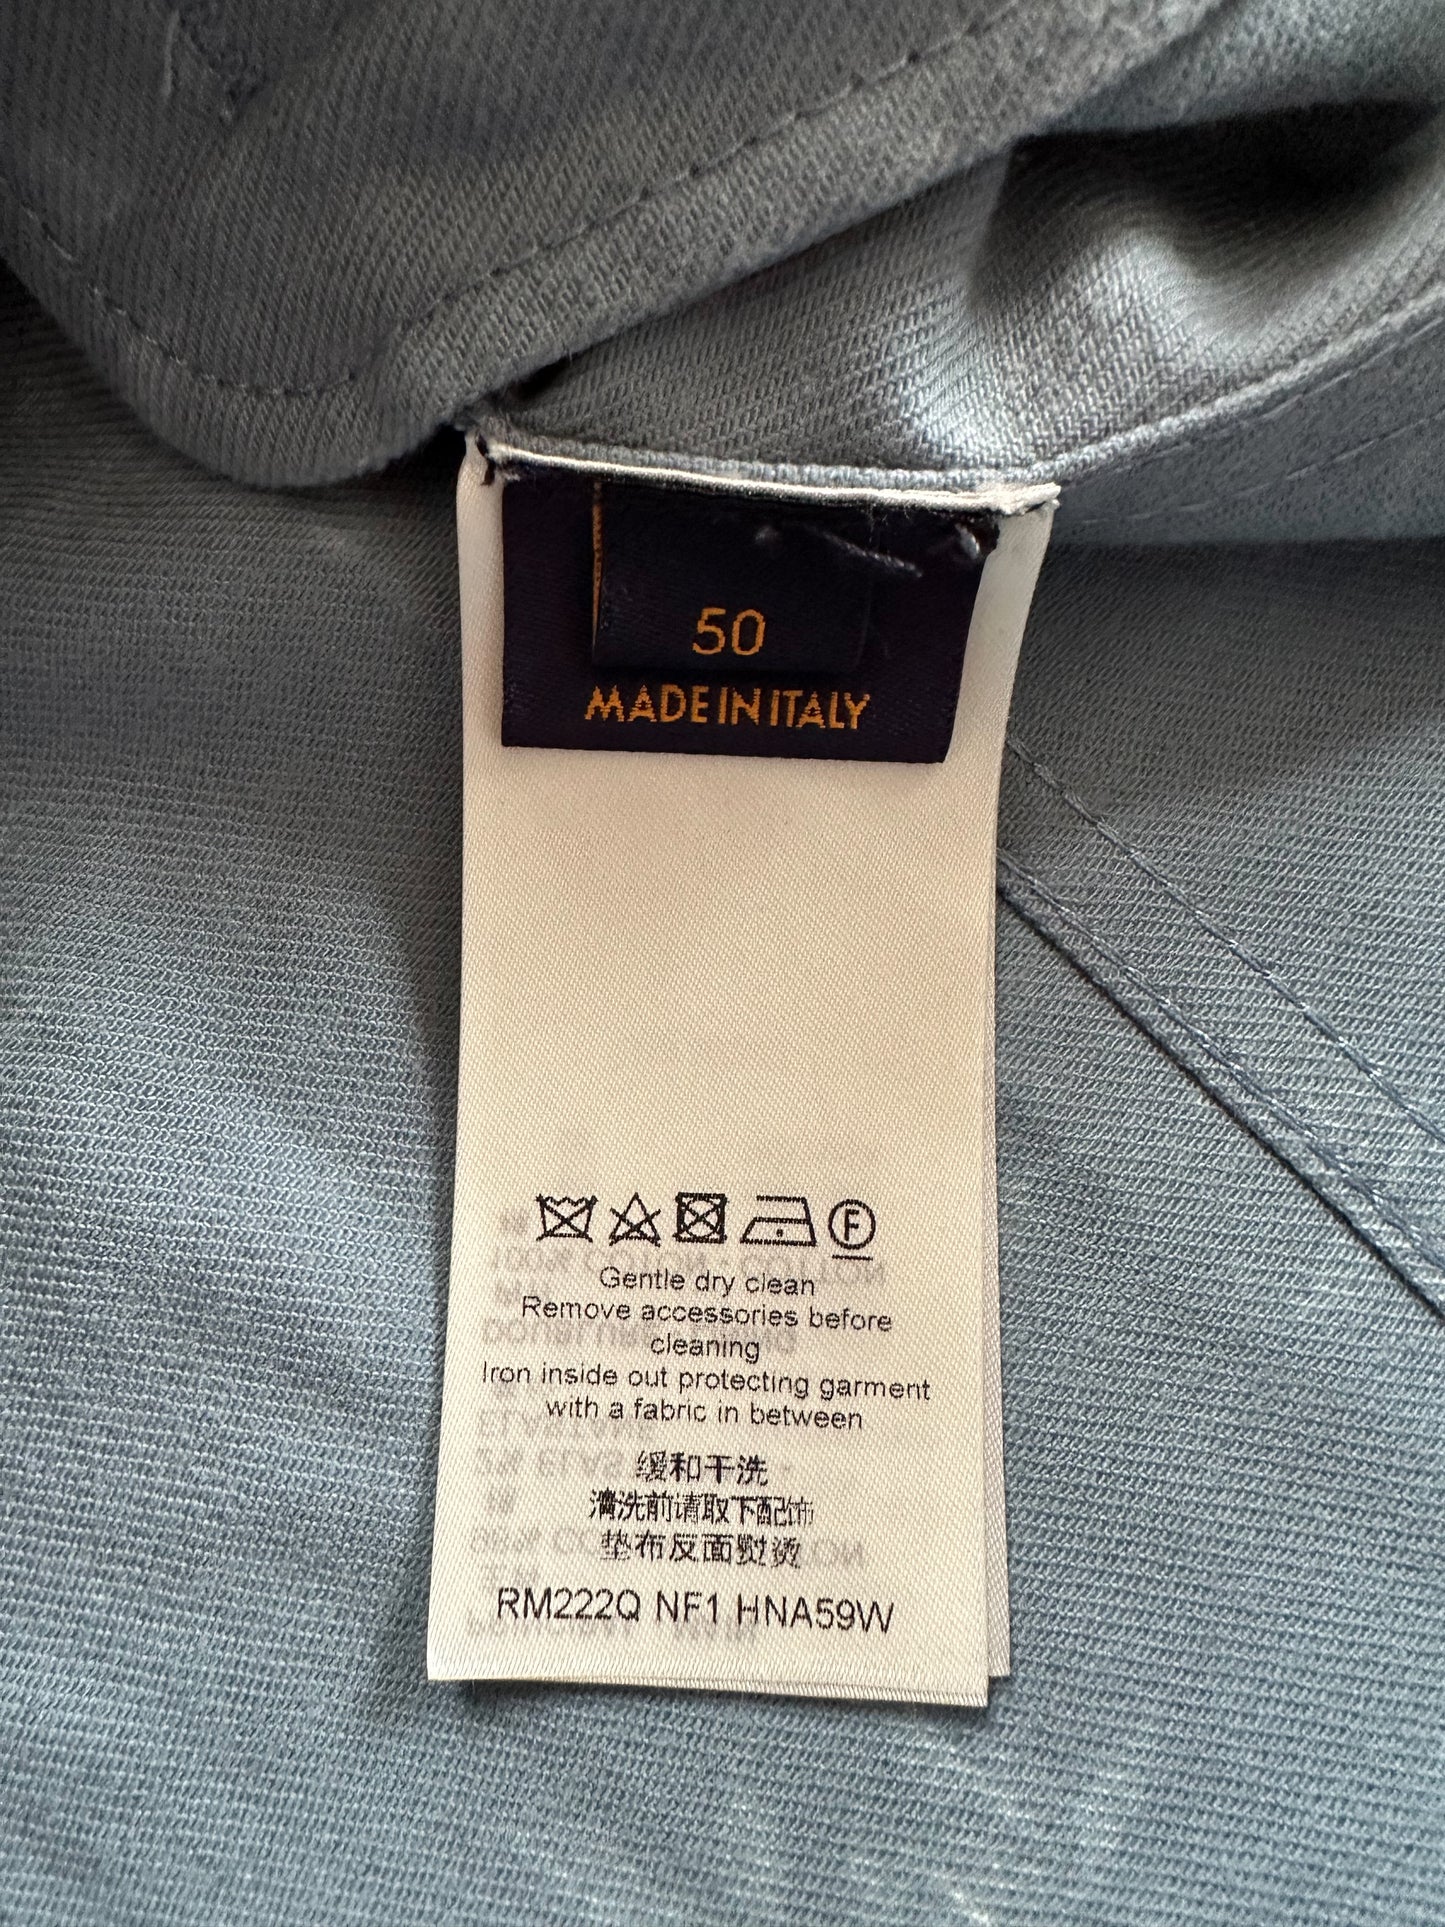 50
MADE IN ITALY
F
Gentle dry clean
Remove accessories before
cleaning
Iron inside out protecting garment
with a fabric in between
缓和干洗
清洗前请取下配饰
垫布反面熨烫
RM222Q NF1 HNA59W